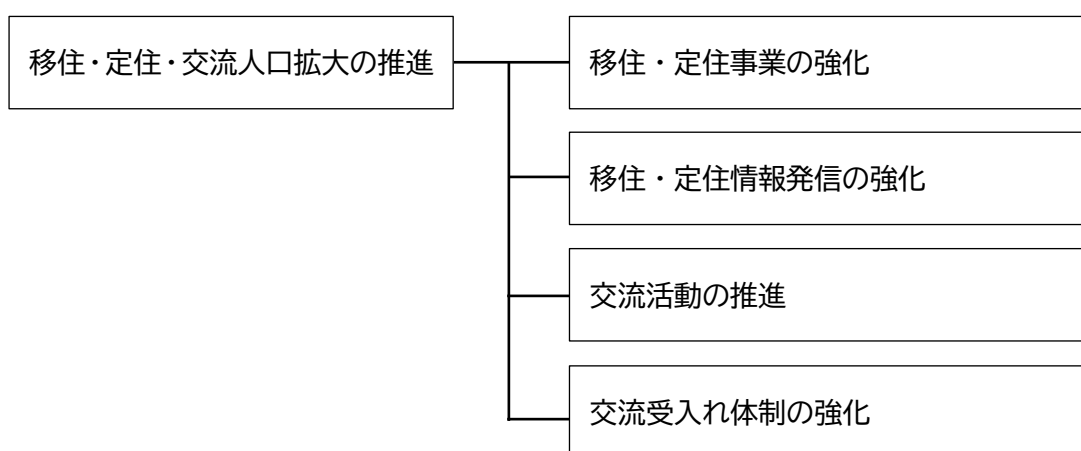 移住・定住・交流人口拡大の推進
移住・定住事業の強化
移住・定住情報発信の強化
交流活動の推進
交流受入れ体制の強化